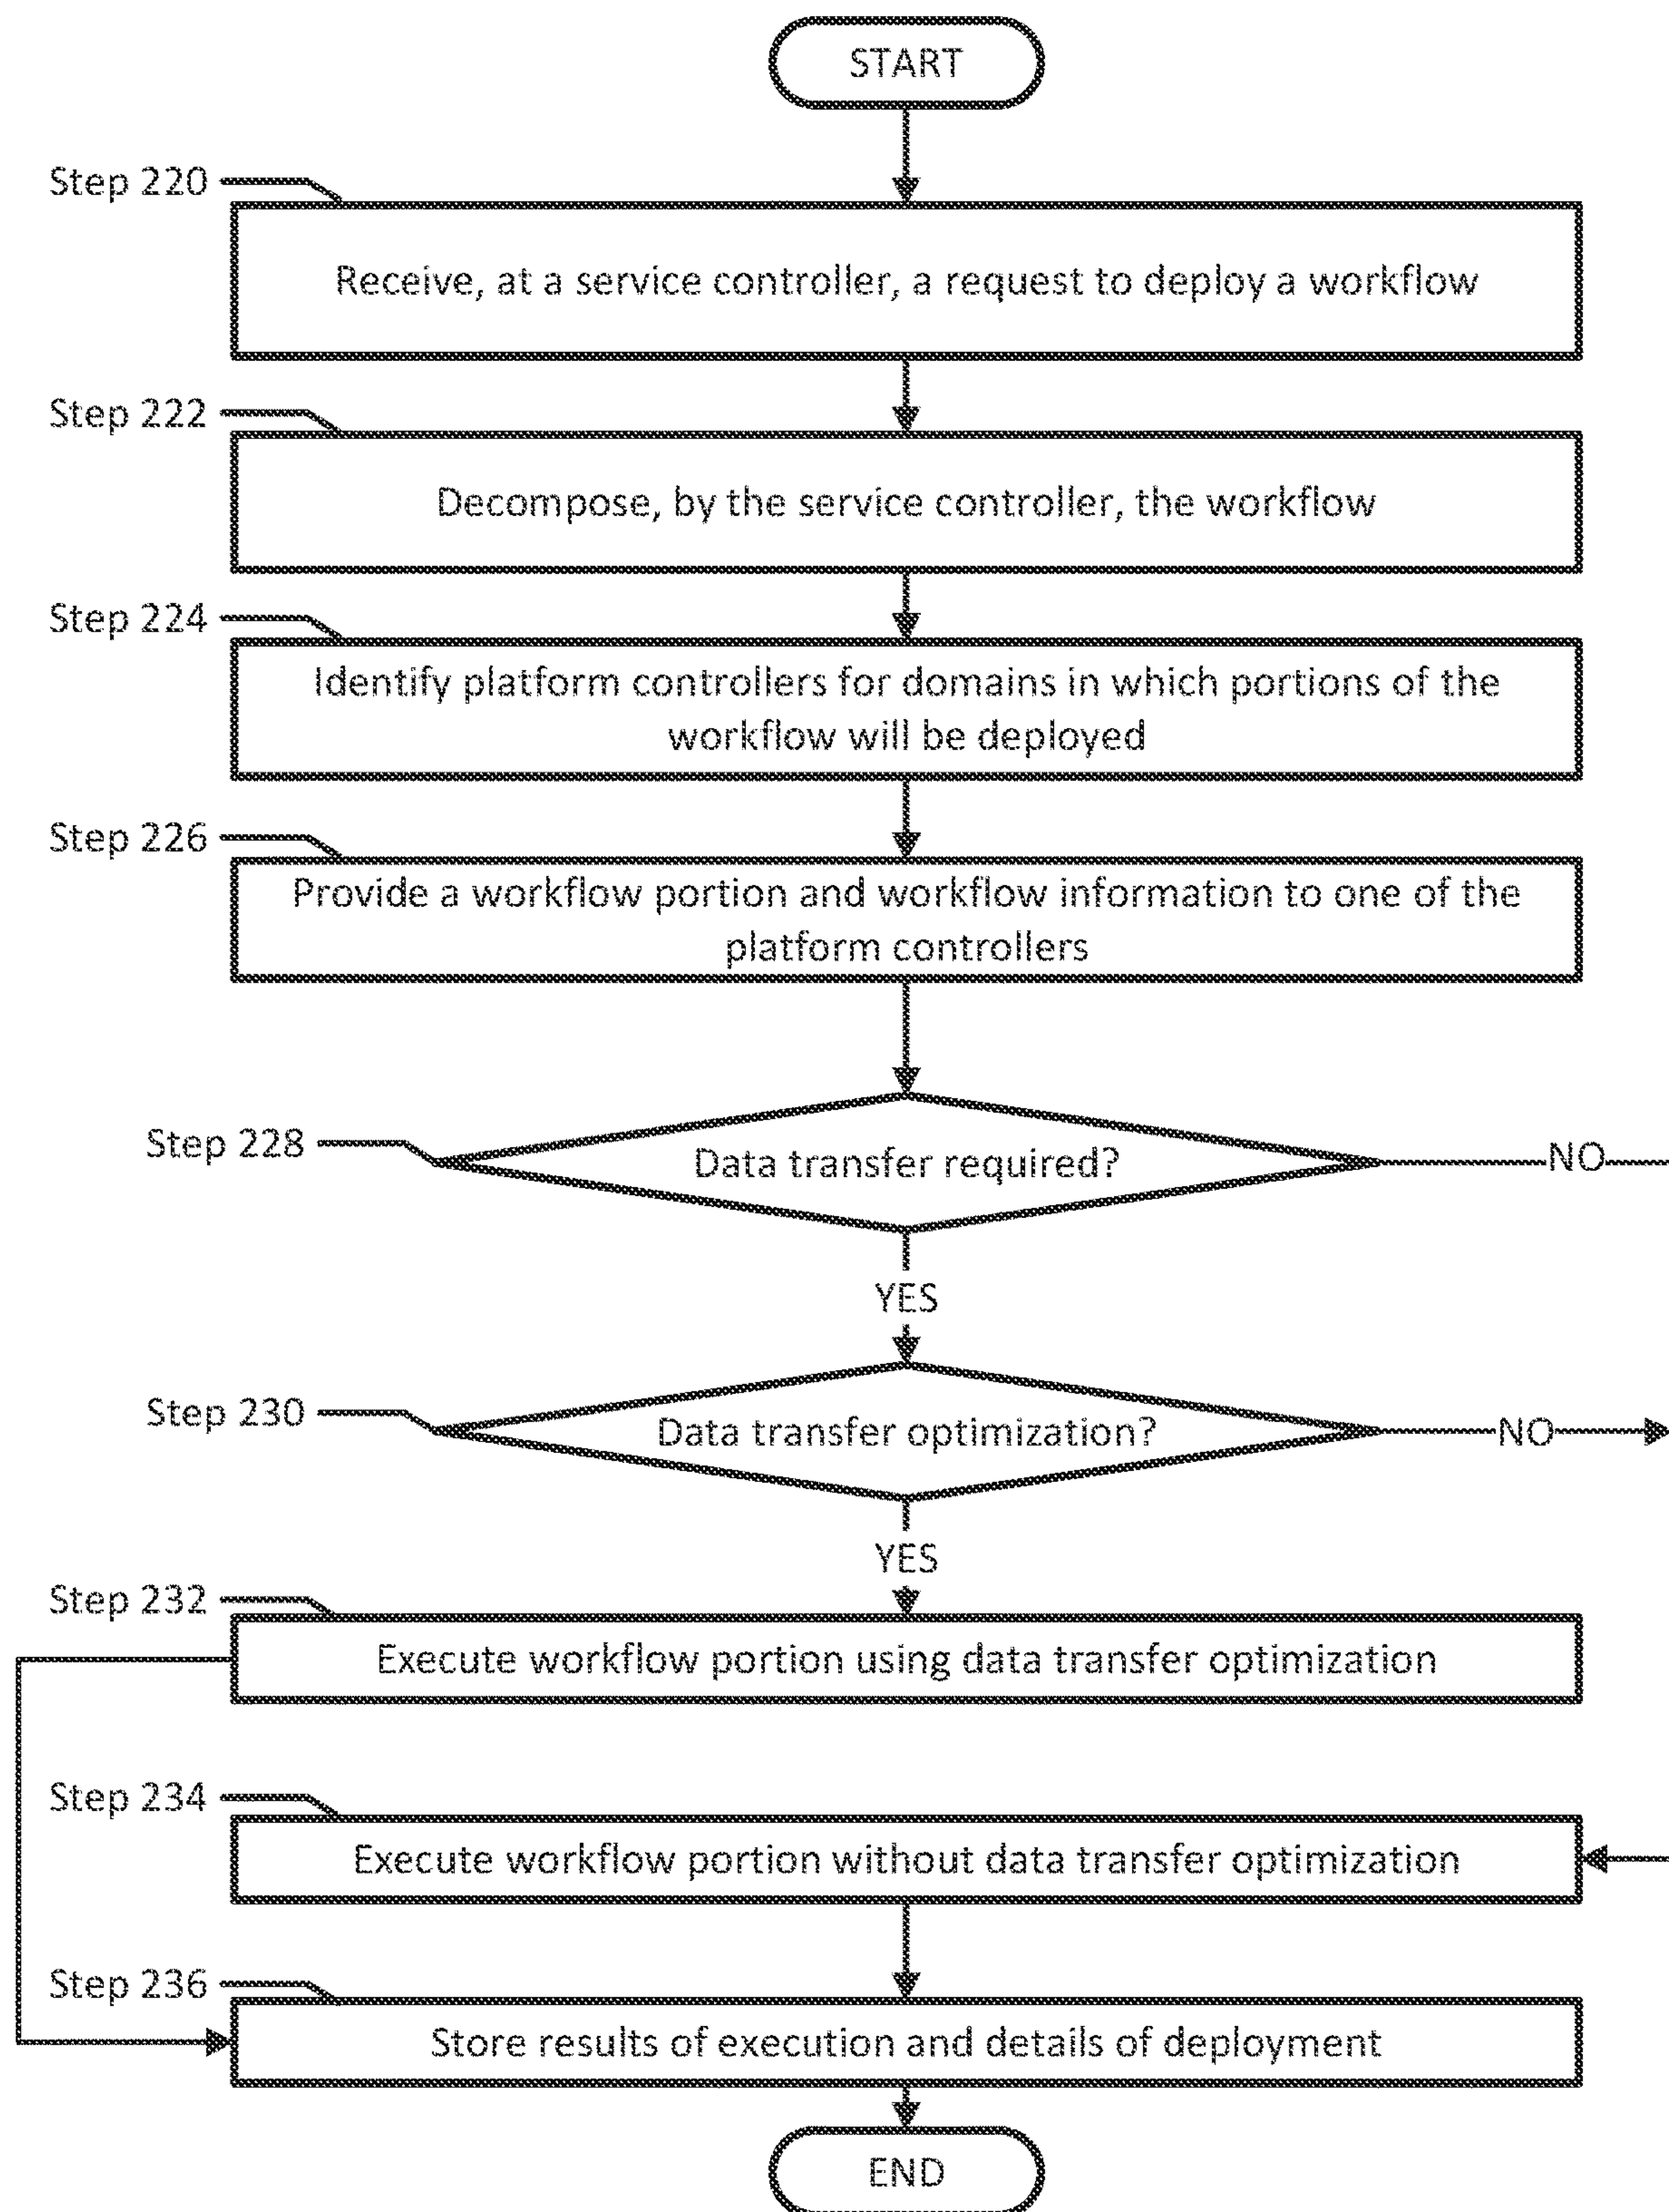 START
Step 220
Receive, at a service controller, a request to deploy a workflow
Step 222
Decompose, by the service controller, the workflow
Step 224
Identify platform controllers for domains in which portions of the
workflow will be deployed
Step 226
Provide a workflow portion and workflow information to one of the
platform controllers
Step 228
Data transfer required?
NO
YES
Step 230
Data transfer optimization?
NO
YES
Step 232
Execute workflow portion using data transfer optimization
Step 234
Execute workflow portion without data transfer optimization
Step 236
Store results of execution and details of deployment
END